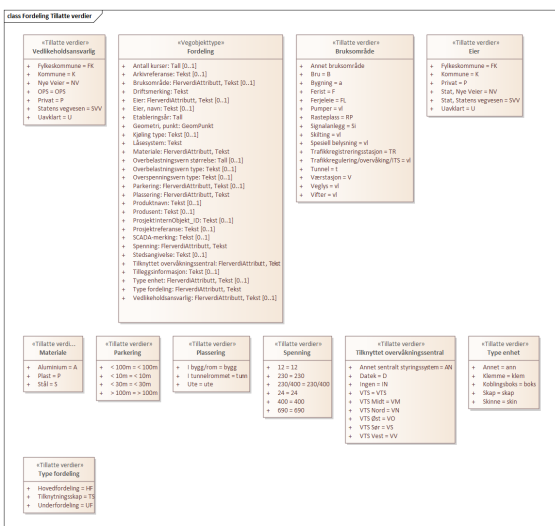 class Fordeling Tillatte verdier
«Tillatte verdier»
Vedlikeholdsansvarlig
+ Fylkeskommune = FK
+ Kommune = K
+ Nye Veier = NV
+ OPS = OPS
+ Privat = P
+ Statens vegvesen = SVV
+ Uavklart = U
«Vegobjekttype»
Fordeling
+ Antall kurser: Tall [0..1]
+ Arkivreferanse: Tekst [0..1]
+ Bruksområde: FlerverdiAttributt, Tekst [0..1]
+ Driftsmerking: Tekst
+ Eier: FlerverdiAttributt, Tekst [0..1]
+ Eier, navn: Tekst [0..1]
+ Etableringsår: Tall
+ Geometri, punkt: GeomPunkt
+ Kjøling type: Tekst [0..1]
+ Låsesystem: Tekst
+ Materiale: FlerverdiAttributt, Tekst
+ Overbelastningsvern størrelse: Tall [0..1]
+ Overbelastningsvern type: Tekst [0..1]
+ Overspenningsvern type: Tekst [0..1]
+ Parkering: FlerverdiAttributt, Tekst [0..1]
+ Plassering: FlerverdiAttributt, Tekst
+ Produktnavn: Tekst [0..1]
+ Produsent: Tekst [0..1]
+ ProsjektInternObjekt_ID: Tekst [0..1]
+ Prosjektreferanse: Tekst [0..1]
+ SCADA-merking: Tekst [0..1]
+ Spenning: FlerverdiAttributt, Tekst
+ Stedsangivelse: Tekst [0..1]
+ Tilknyttet overvåkningssentral: FlerverdiAttributt, Tekst
+ Tilleggsinformasjon: Tekst [0..1]
+ Type enhet: FlerverdiAttributt, Tekst
+ Type fordeling: FlerverdiAttributt, Tekst
+ Vedlikeholdsansvarlig: FlerverdiAttributt, Tekst [0..1]
«Tillatte verdier»
Bruksområde
+ Annet bruksområde
+ Bru = B
+ Bygning = a
+ Ferist = F
+ Ferjeleie = FL
+ Pumper = vl
+ Rasteplass = RP
+ Signalanlegg = Si
+ Skilting = vl
+ Spesiell belysning = vl
+ Trafikkregistreringsstasjon = TR
+ Trafikkregulering/overvåking/ITS = vl
+ Tunnel = t
+ Værstasjon = V
+ Veglys = vl
+ Vifter = vl
«Tillatte verdier»
Eier
+ Fylkeskommune = FK
+ Kommune = K
+ Privat = P
+ Stat, Nye Veier = NV
+ Stat, Statens vegvesen = SVV
+ Uavklart = U
«Tillatte verdi...
Materiale
+ Aluminium = A
+ Plast = P
+ Stål = S
«Tillatte verdier»
Parkering
+ < 100m = < 100m
+ < 10m = < 10m
+ < 30m = < 30m
+ > 100m = > 100m
«Tillatte verdier»
Plassering
+ I bygg/rom = bygg
+ I tunnelrommet = tunn
+ Ute = ute
«Tillatte verdier»
Spenning
+ 12 = 12
+ 230 = 230
+ 230/400 = 230/400
+ 24 = 24
+ 400 = 400
+ 690 = 690
«Tillatte verdier»
Tilknyttet overvåkningssentral
+ Annet sentralt styringssystem = AN
+ Datek = D
+ Ingen = IN
+ VTS = VTS
+ VTS Midt = VM
+ VTS Nord = VN
+ VTS Øst = VO
+ VTS Sør = VS
+ VTS Vest = VV
«Tillatte verdier»
Type enhet
+ Annet = ann
+ Klemme = klem
+ Koblingsboks = boks
+ Skap = skap
+ Skinne = skin
«Tillatte verdier»
Type fordeling
+ Hovedfordeling = HF
+ Tilknytningsskap = TS
+ Underfordeling = UF